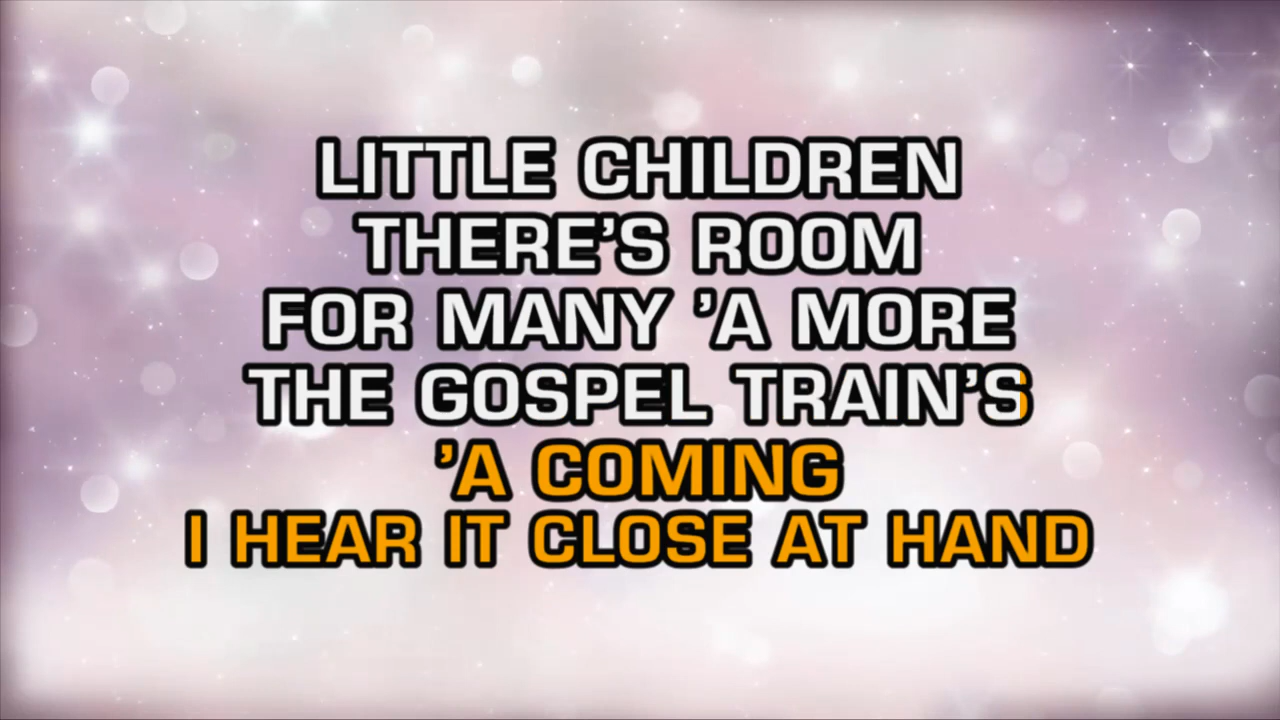 LITTLE CHILDREN
THERE’S ROOM
FOR MANY ’A MORE
THE GOSPEL TRAIN’S
’A COMING
I HEAR IT CLOSE AT HAND